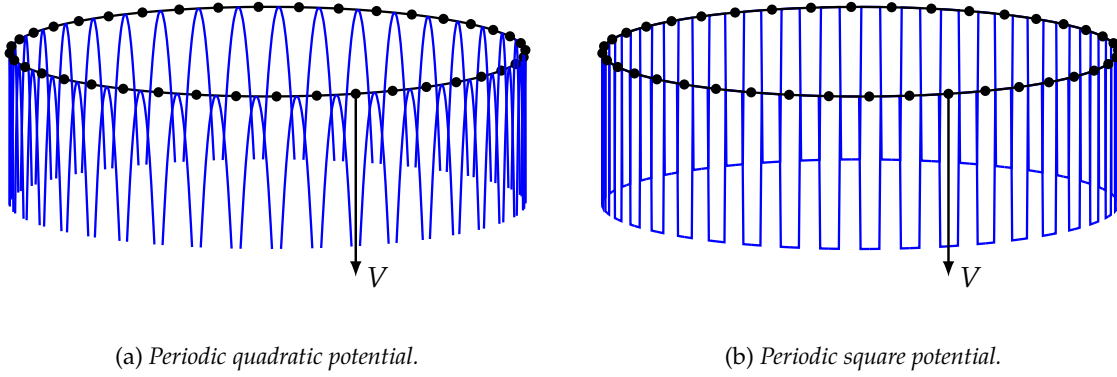 V
V
(a) Periodic quadratic potential.
(b) Periodic square potential.